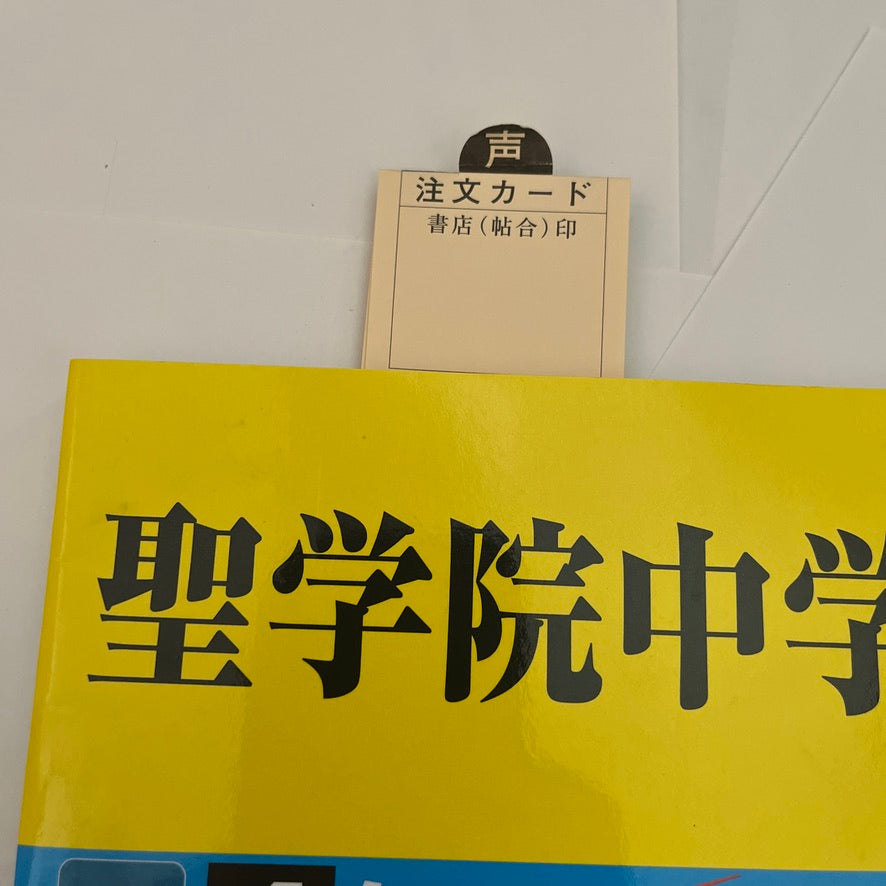 声
注文カード
書店(帖合)印
聖学院中学